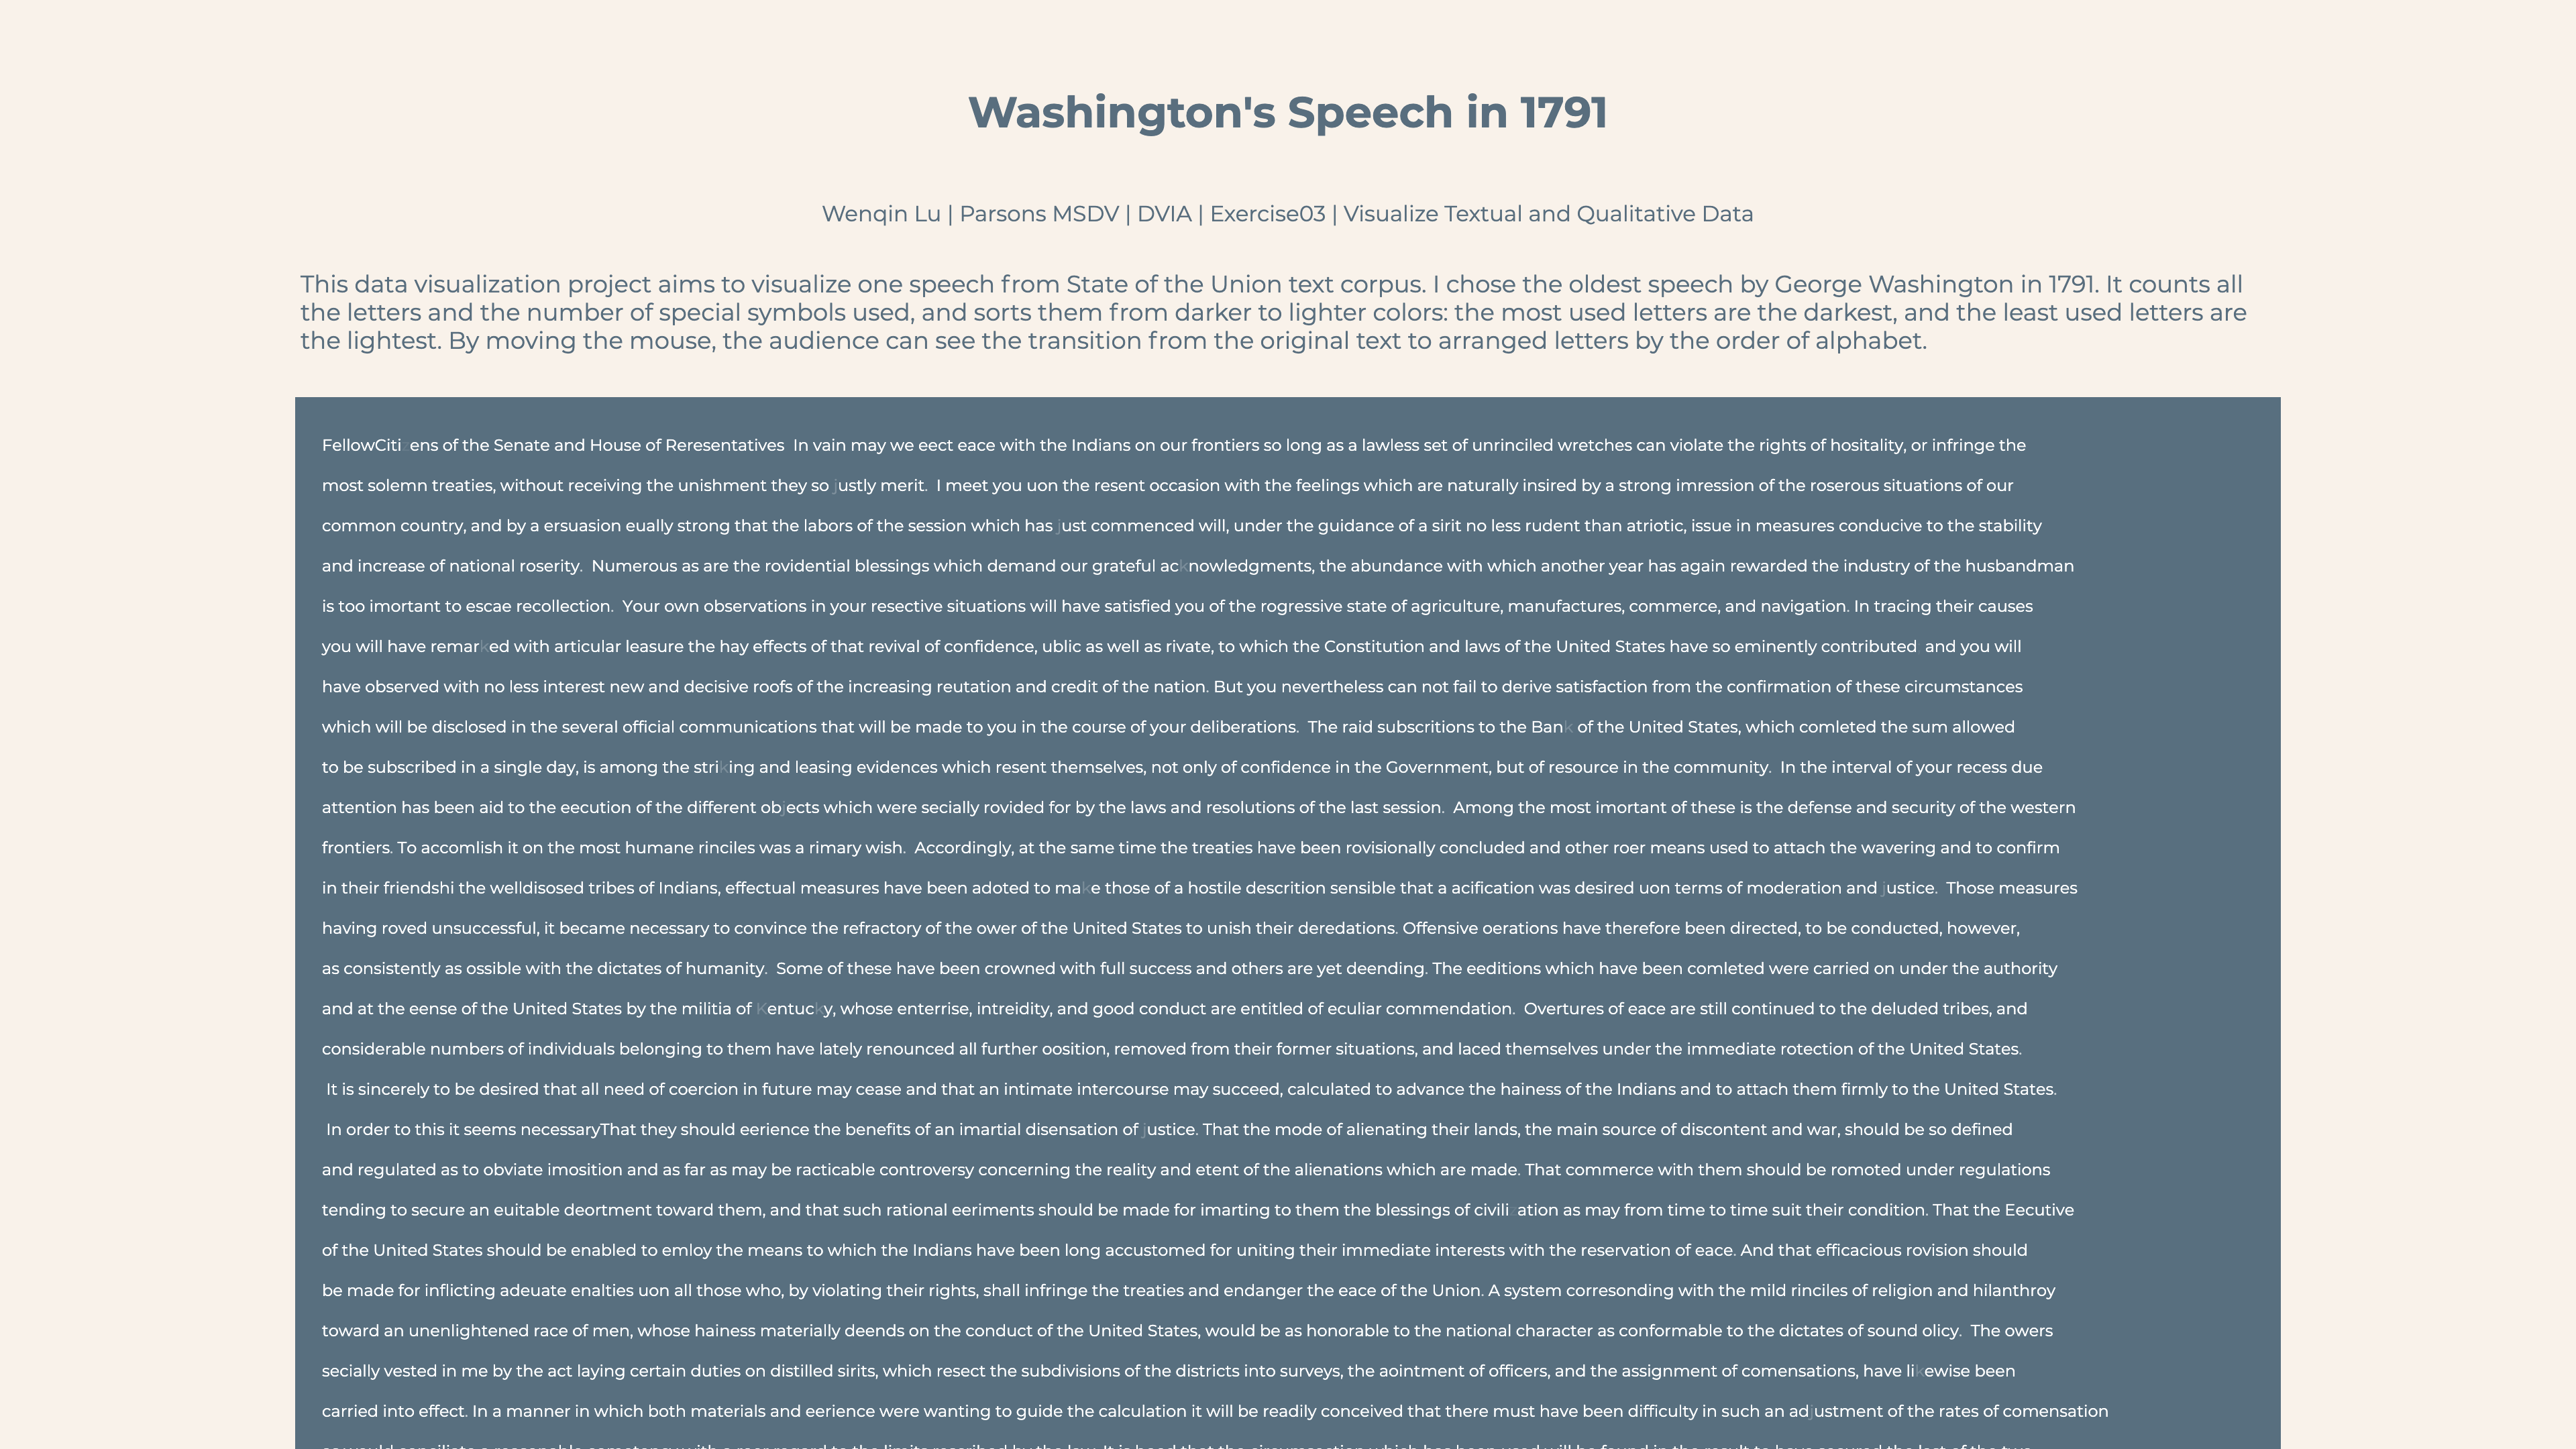 Washington's Speech in 1791
Wenqin Lu | Parsons MSDV | DVIA | Exercise03 | Visualize Textual and Qualitative Data
This data visualization project aims to visualize one speech from State of the Union text corpus. I chose the oldest speech by George Washington in 1791. It counts all
the letters and the number of special symbols used, and sorts them from darker to lighter colors: the most used letters are the darkest, and the least used letters are
the lightest. By moving the mouse, the audience can see the transition from the original text to arranged letters by the order of alphabet.
FellowCiti ens of the Senate and House of Reresentatives  In vain may we eect eace with the Indians on our frontiers so long as a lawless set of unrinciled wretches can violate the rights of hositality, or infringe the
most solemn treaties, without receiving the unishment they so justly merit.  I meet you uon the resent occasion with the feelings which are naturally insired by a strong imression of the roserous situations of our
common country, and by a ersuasion eually strong that the labors of the session which has just commenced will, under the guidance of a sirit no less rudent than atriotic, issue in measures conducive to the stability
and increase of national roserity.  Numerous as are the rovidential blessings which demand our grateful acknowledgments, the abundance with which another year has again rewarded the industry of the husbandman
is too imortant to escae recollection.  Your own observations in your resective situations will have satisfied you of the rogressive state of agriculture, manufactures, commerce, and navigation. In tracing their causes
you will have remarked with articular leasure the hay effects of that revival of confidence, ublic as well as rivate, to which the Constitution and laws of the United States have so eminently contributed  and you will
have observed with no less interest new and decisive roofs of the increasing reutation and credit of the nation. But you nevertheless can not fail to derive satisfaction from the confirmation of these circumstances
which will be disclosed in the several official communications that will be made to you in the course of your deliberations.  The raid subscritions to the Bank of the United States, which comleted the sum allowed
to be subscribed in a single day, is among the striking and leasing evidences which resent themselves, not only of confidence in the Government, but of resource in the community.  In the interval of your recess due
attention has been aid to the eecution of the different objects which were secially rovided for by the laws and resolutions of the last session.  Among the most imortant of these is the defense and security of the western
frontiers. To accomlish it on the most humane rinciles was a rimary wish.  Accordingly, at the same time the treaties have been rovisionally concluded and other roer means used to attach the wavering and to confirm
in their friendshi the welldisosed tribes of Indians, effectual measures have been adoted to make those of a hostile descrition sensible that a acification was desired uon terms of moderation and justice.  Those measures
having roved unsuccessful, it became necessary to convince the refractory of the ower of the United States to unish their deredations. Offensive oerations have therefore been directed, to be conducted, however,
as consistently as ossible with the dictates of humanity.  Some of these have been crowned with full success and others are yet deending. The eeditions which have been comleted were carried on under the authority
and at the eense of the United States by the militia of Kentucky, whose enterrise, intreidity, and good conduct are entitled of eculiar commendation.  Overtures of eace are still continued to the deluded tribes, and
considerable numbers of individuals belonging to them have lately renounced all further oosition, removed from their former situations, and laced themselves under the immediate rotection of the United States.
It is sincerely to be desired that all need of coercion in future may cease and that an intimate intercourse may succeed, calculated to advance the hainess of the Indians and to attach them firmly to the United States.
In order to this it seems necessaryThat they should eerience the benefits of an imartial disensation of justice. That the mode of alienating their lands, the main source of discontent and war, should be so defined
and regulated as to obviate imosition and as far as may be racticable controversy concerning the reality and etent of the alienations which are made. That commerce with them should be romoted under regulations
tending to secure an euitable deortment toward them, and that such rational eeriments should be made for imarting to them the blessings of civili ation as may from time to time suit their condition. That the Eecutive
of the United States should be enabled to emloy the means to which the Indians have been long accustomed for uniting their immediate interests with the reservation of eace. And that efficacious rovision should
be made for inflicting adeuate enalties uon all those who, by violating their rights, shall infringe the treaties and endanger the eace of the Union. A system corresonding with the mild rinciles of religion and hilanthroy
toward an unenlightened race of men, whose hainess materially deends on the conduct of the United States, would be as honorable to the national character as conformable to the dictates of sound olicy.  The owers
secially vested in me by the act laying certain duties on distilled sirits, which resect the subdivisions of the districts into surveys, the aointment of officers, and the assignment of comensations, have likewise been
carried into effect. In a manner in which both materials and eerience were wanting to guide the calculation it will be readily conceived that there must have been difficulty in such an adjustment of the rates of comensation